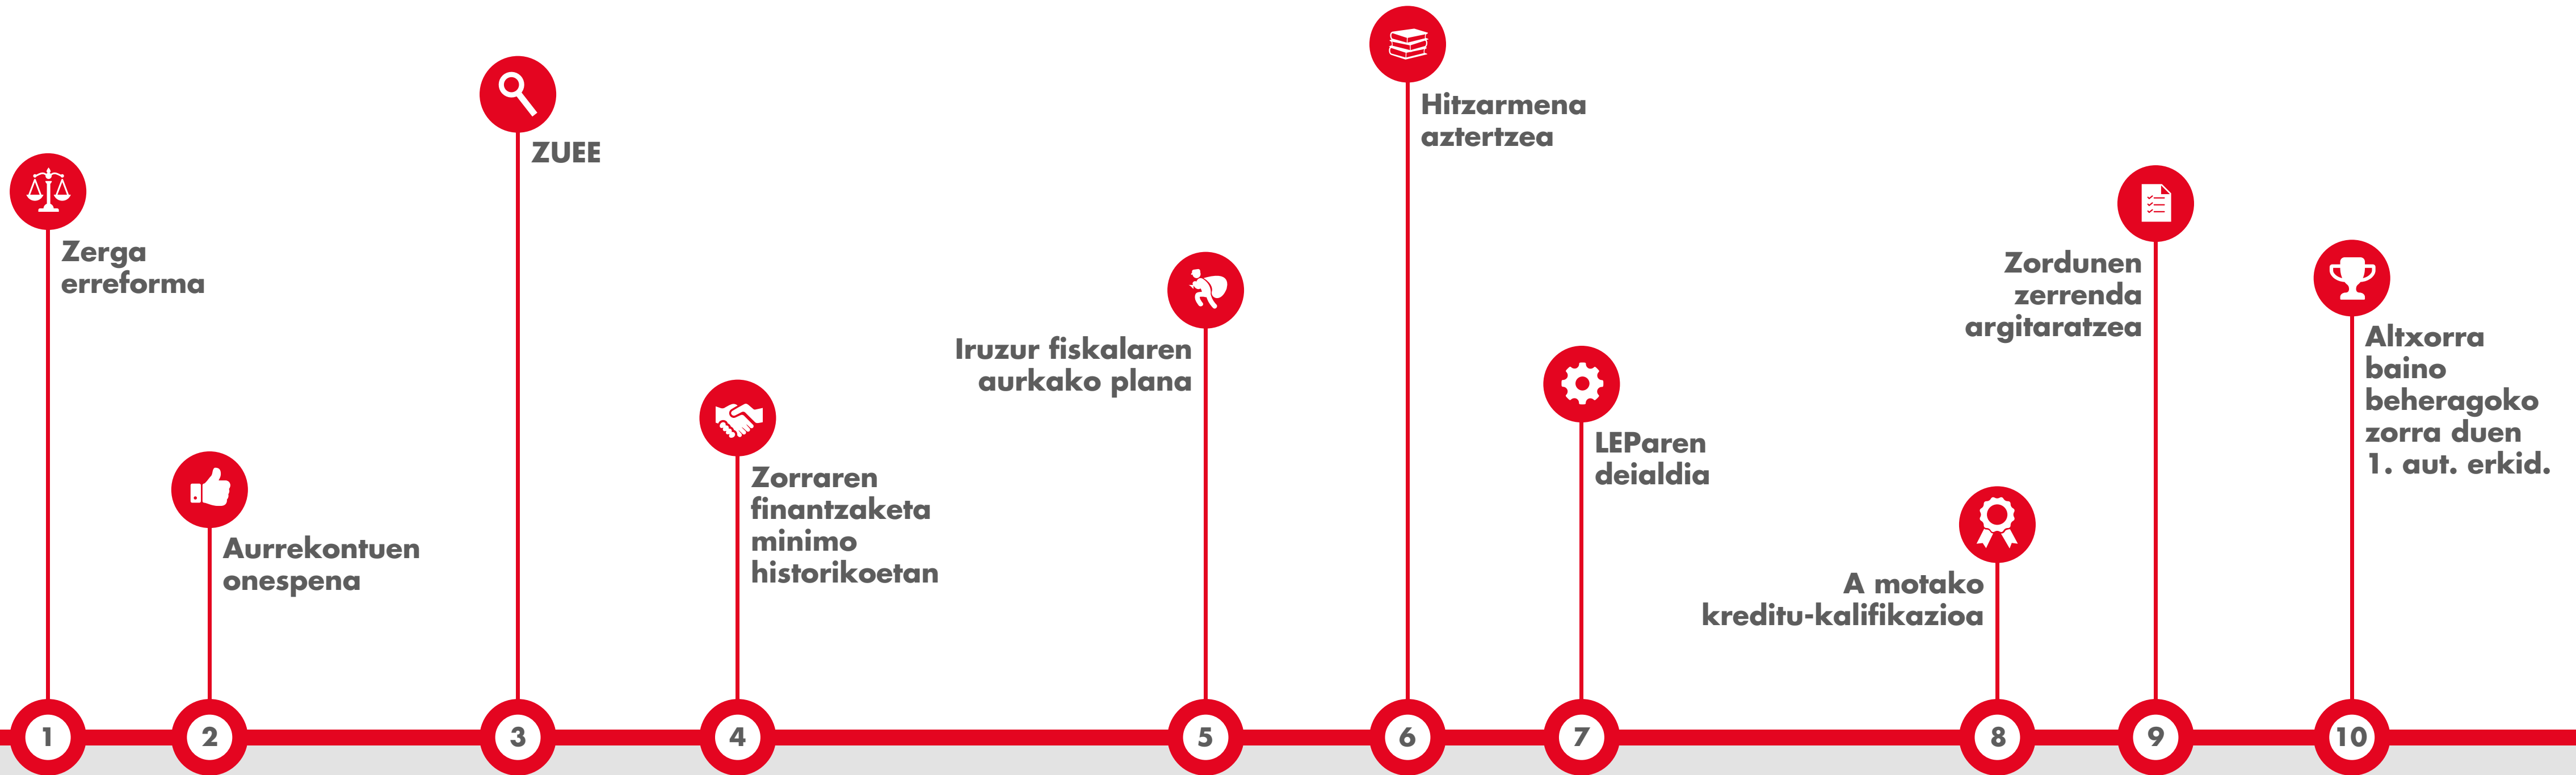 Zerga
erreforma
Aurrekontuen
onespena
ZUEE
Zorraren
finantzaketa
minimo
historikoetan
Iruzur fiskalaren
aurkako plana
Hitzarmena
aztertzea
LEParen
deialdia
A motako
kreditu-kalifikazioa
Zordunen
zerrenda
argitaratzea
Altxorra
baino
beheragoko
zorra duen
1. aut. erkid.
1 2 3 4 5 6 7 8 9 10